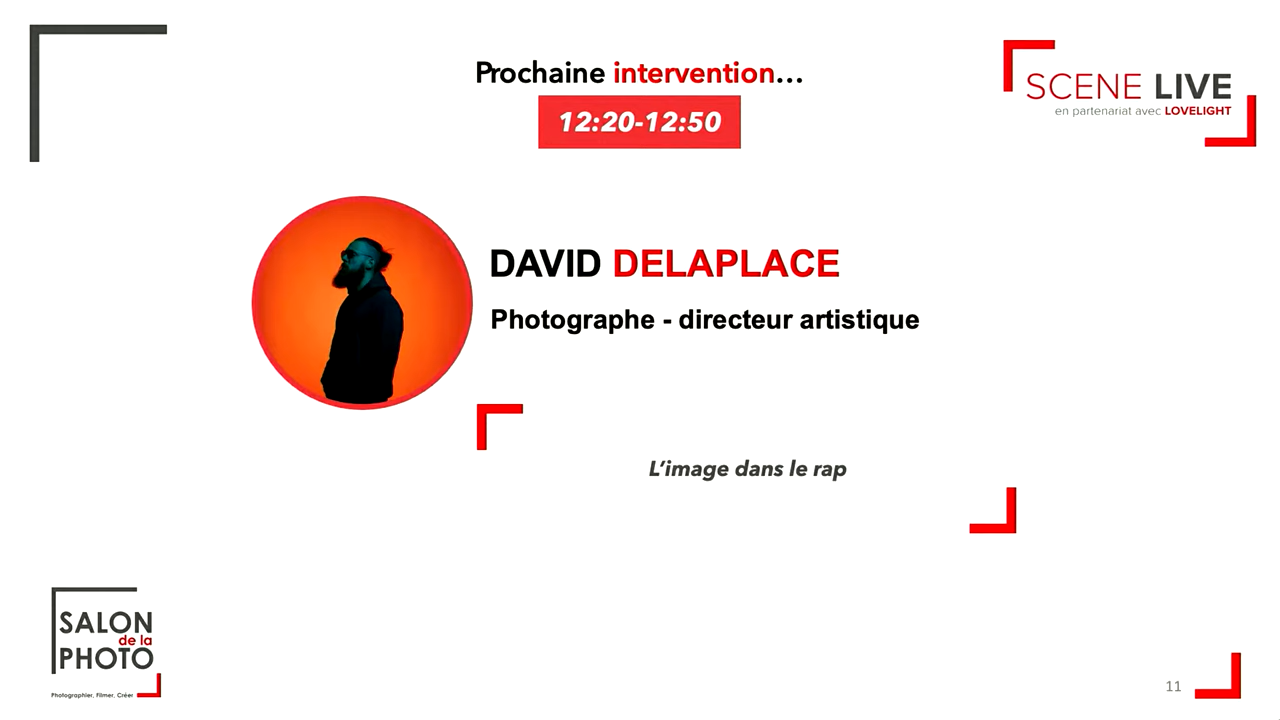 Prochaine intervention...
12:20-12:50
SCENE LIVE
en partenariat avec LOVELIGHT
DAVID DELAPLACE
Photographe - directeur artistique
L'image dans le rap
SALON
de la
PHOTO
Photographier, Filmer, Créer
11